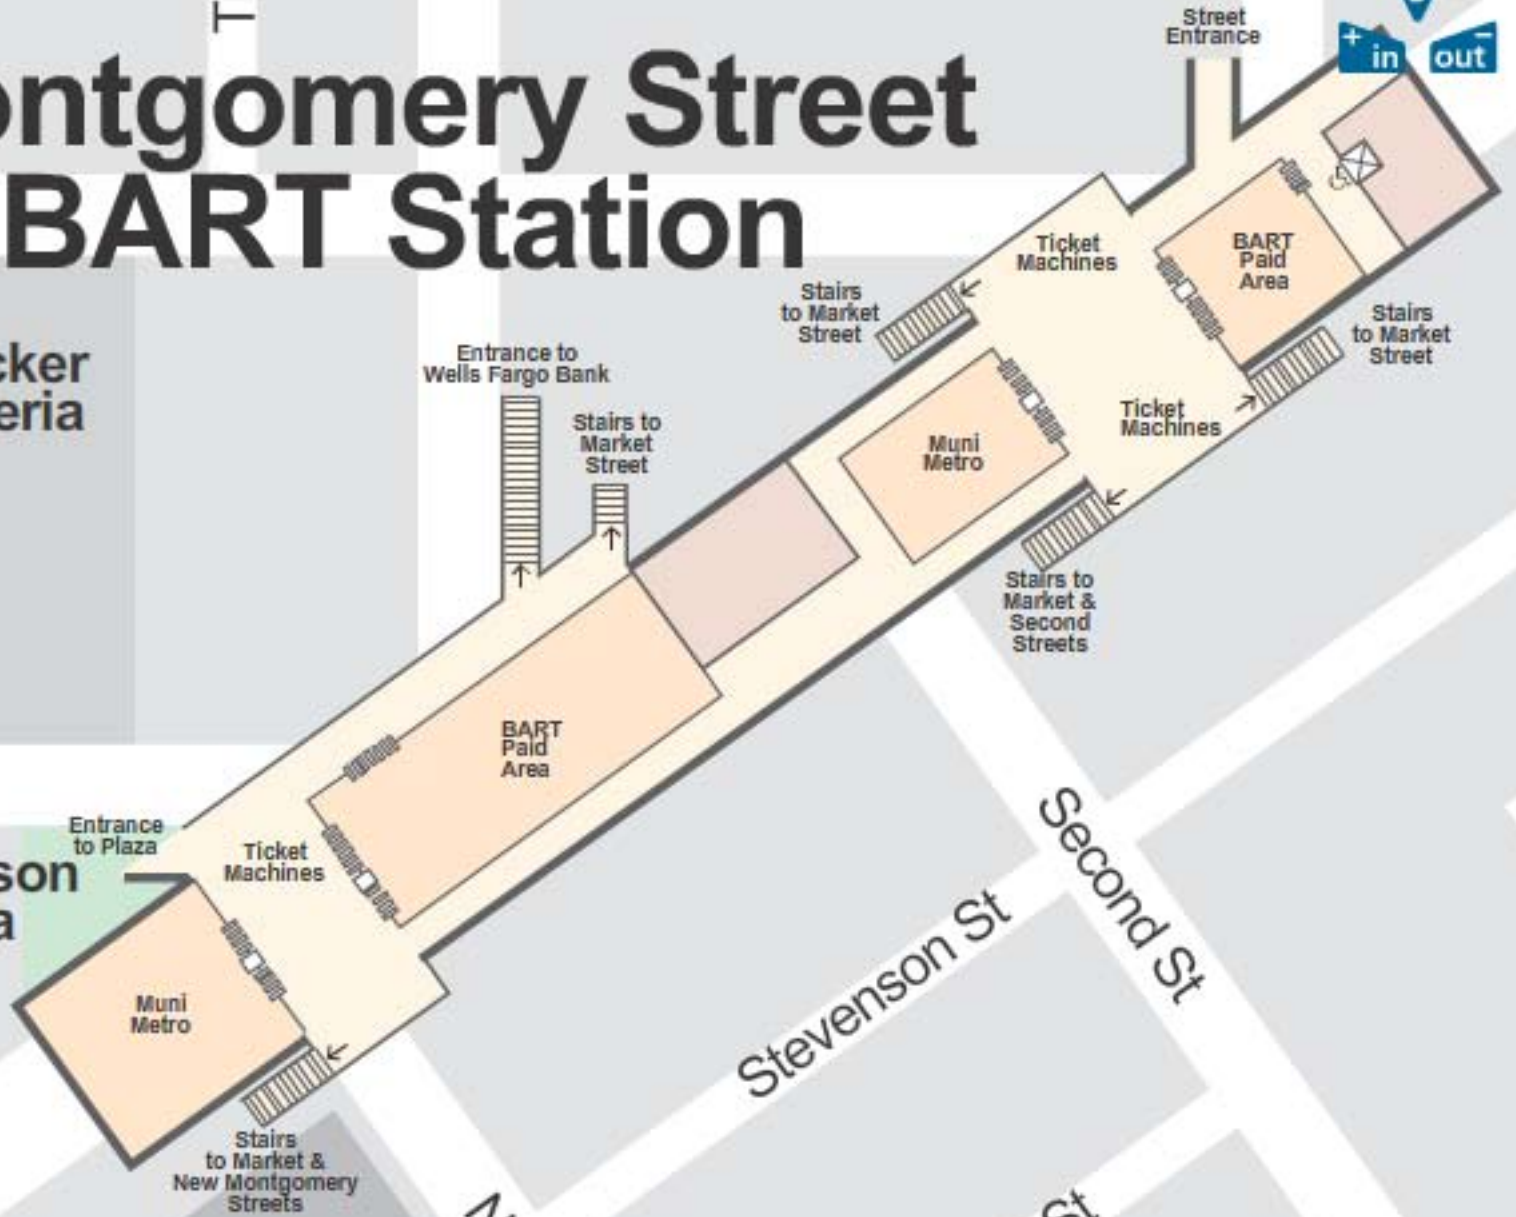 T
ontgomery Street
BART Station
Street
Entrance
+ in
out -
Ticket
Machines
BART
Paid
Area
Stairs
to Market
Street
Stairs
to Market
Street
cker
eria
Entrance to
Wells Fargo Bank
Stairs to
Market
Street
Ticket
Machines
Muni
Metro
Stairs to
Market &
Second
Streets
BART
Paid
Area
Second St
Entrance
to Plaza
son
a
Ticket
Machines
Stevenson St
Muni
Metro
Stairs
to Market &
New Montgomery
Streets
St